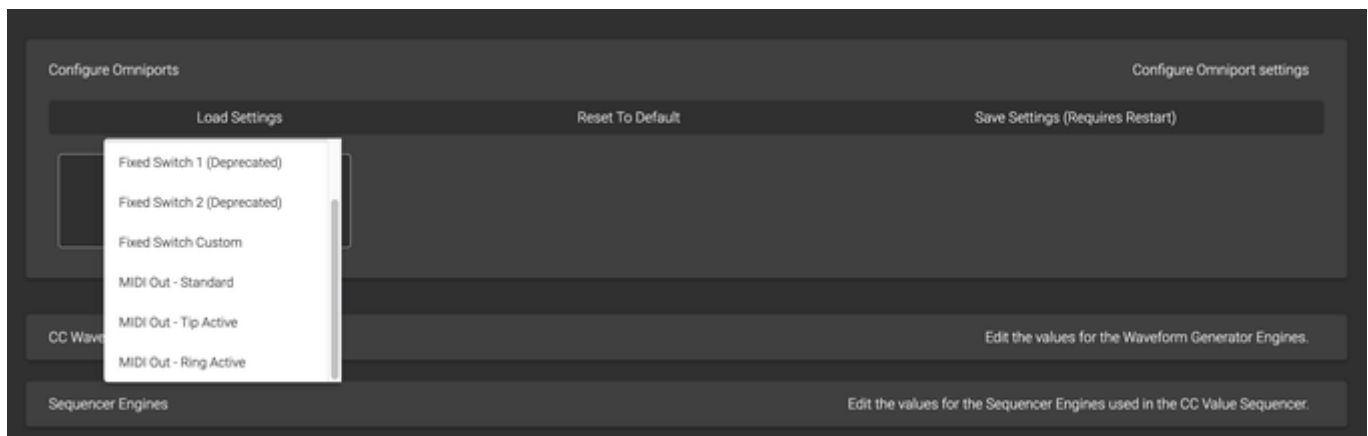 Configure Omniports
Configure Omniport settings
Load Settings
Reset To Default
Save Settings (Requires Restart)
Fixed Switch 1 (Deprecated)
Fixed Switch 2 (Deprecated)
Fixed Switch Custom
MIDI Out - Standard
MIDI Out - Tip Active
MIDI Out - Ring Active
CC Wave
Edit the values for the Waveform Generator Engines.
Sequencer Engines
Edit the values for the Sequencer Engines used in the CC Value Sequencer.